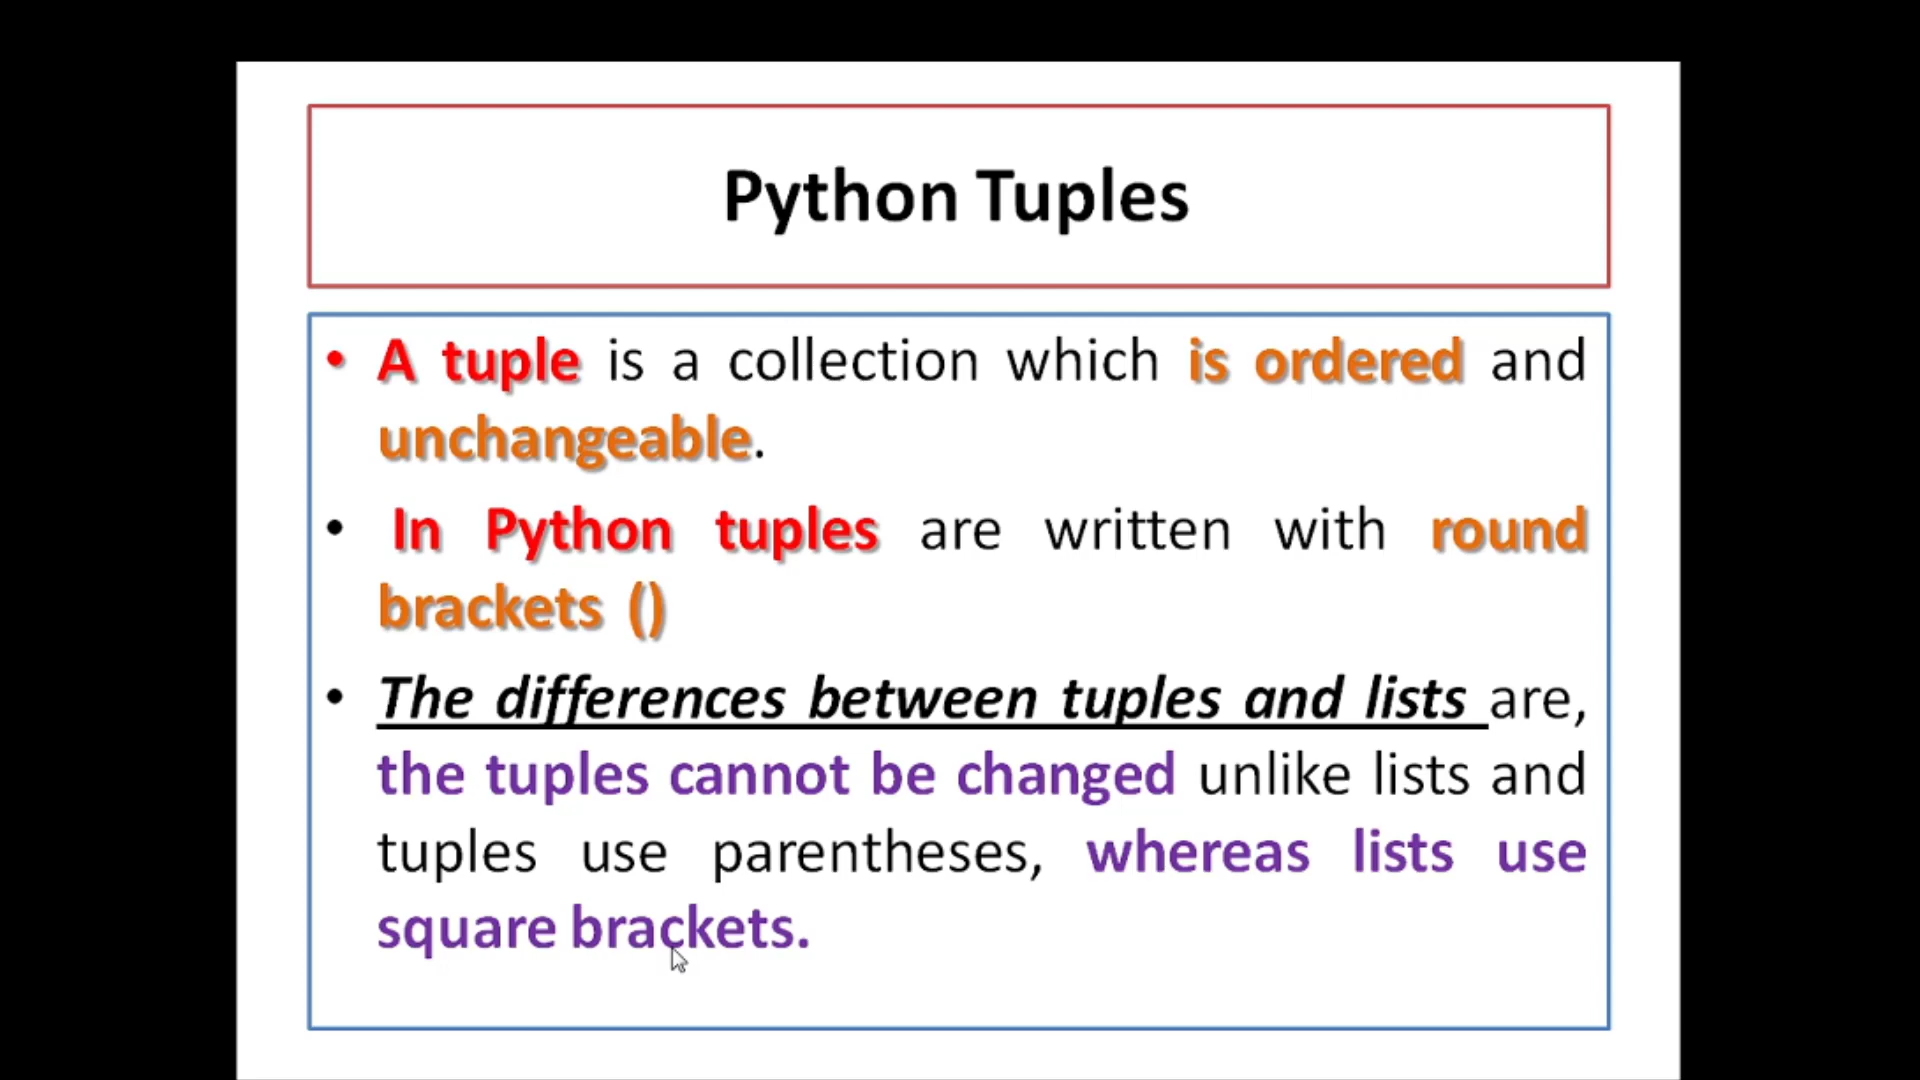 Python Tuples
• A tuple is a collection which is ordered and
unchangeable.
• In Python tuples are written with round
brackets ()
• The differences between tuples and lists are,
the tuples cannot be changed unlike lists and
tuples use parentheses, whereas lists use
square brackets.